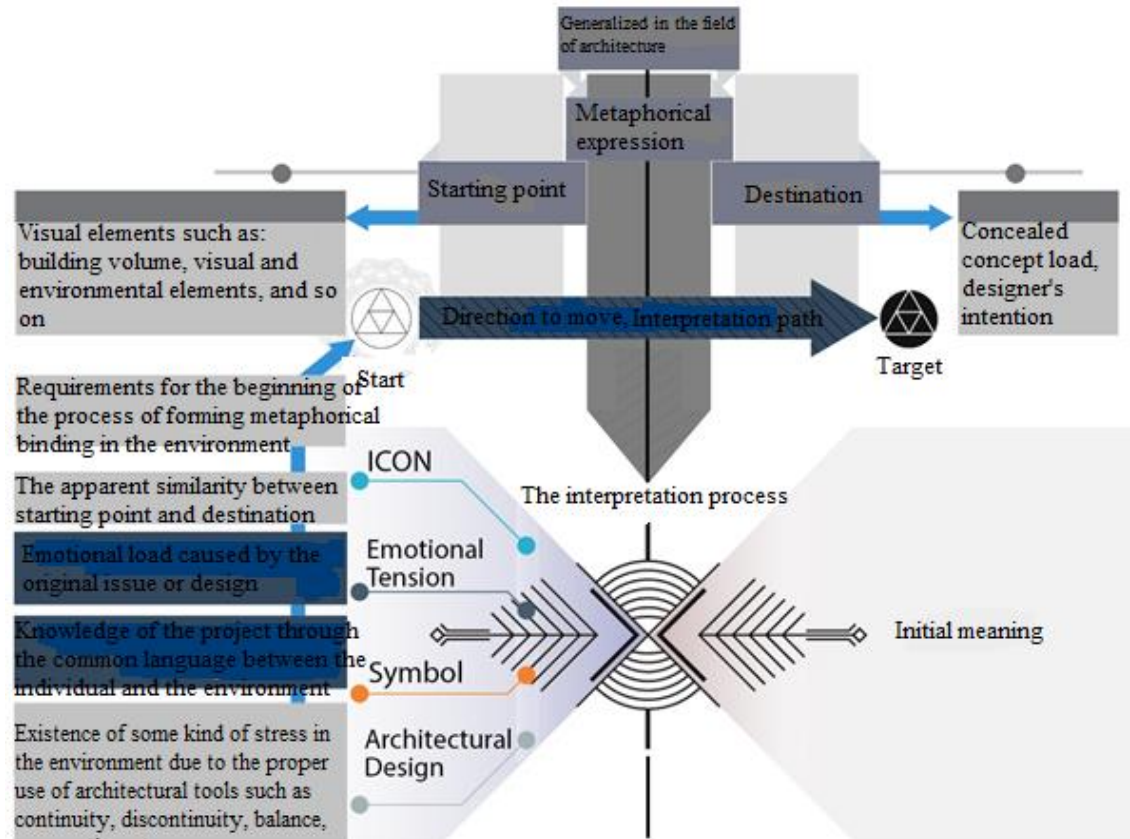 Generalized in the field
of architecture
Metaphorical
expression
Starting point
Destination
Visual elements such as:
building volume, visual and
environmental elements, and so
on
Concealed
concept load,
designer's
intention
Direction to move, Interpretation path
Start
Target
Requirements for the beginning of
the process of forming metaphorical
binding in the environment
The apparent similarity between
starting point and destination
Emotional load caused by the
original issue or design
Knowledge of the project through
the common language between the
individual and the environment
Existence of some kind of stress in
the environment due to the proper
use of architectural tools such as
continuity, discontinuity, balance,
ICON
Emotional
Tension
Symbol
Architectural
Design
The interpretation process
Initial meaning